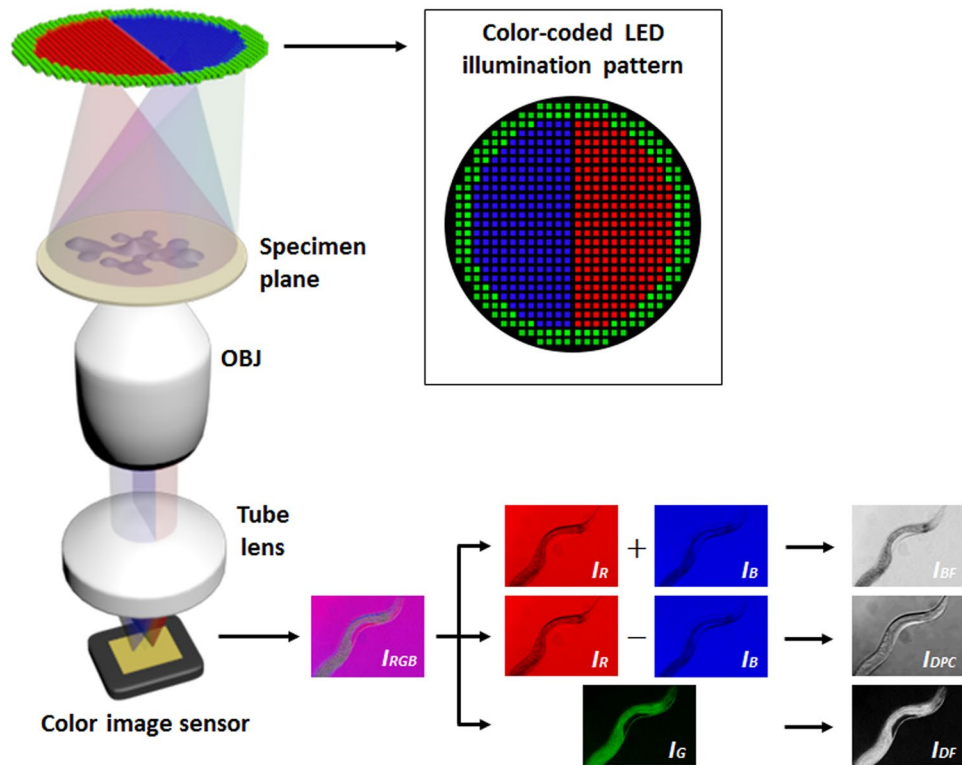 Color-coded LED
illumination pattern
Specimen
plane
OBJ
Tube
lens
Color image sensor
IRGB
IR
+
IB
IBF
IR
−
IB
IDPC
IG
IDF